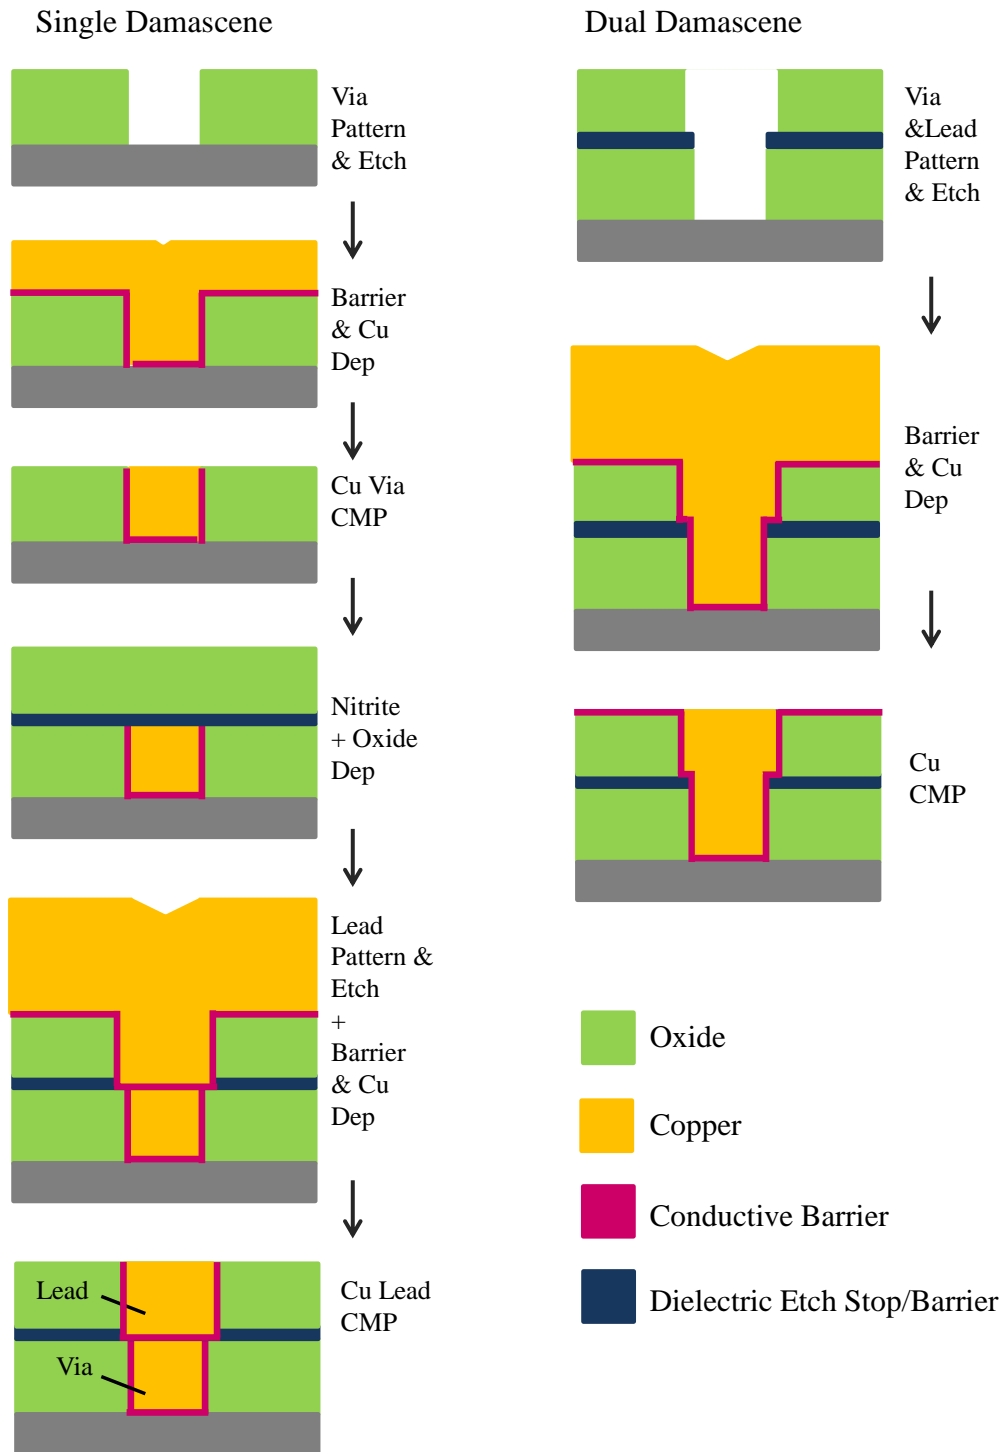 Single Damascene
Via
Pattern
& Etch
Barrier
& Cu
Dep
Cu Via
CMP
Nitrite
+ Oxide
Dep
Lead
Pattern &
Etch
+
Barrier
& Cu
Dep
Cu Lead
CMP
Lead
Via
Dual Damascene
Via
&Lead
Pattern
& Etch
Barrier
& Cu
Dep
Cu
CMP
Oxide
Copper
Conductive Barrier
Dielectric Etch Stop/Barrier